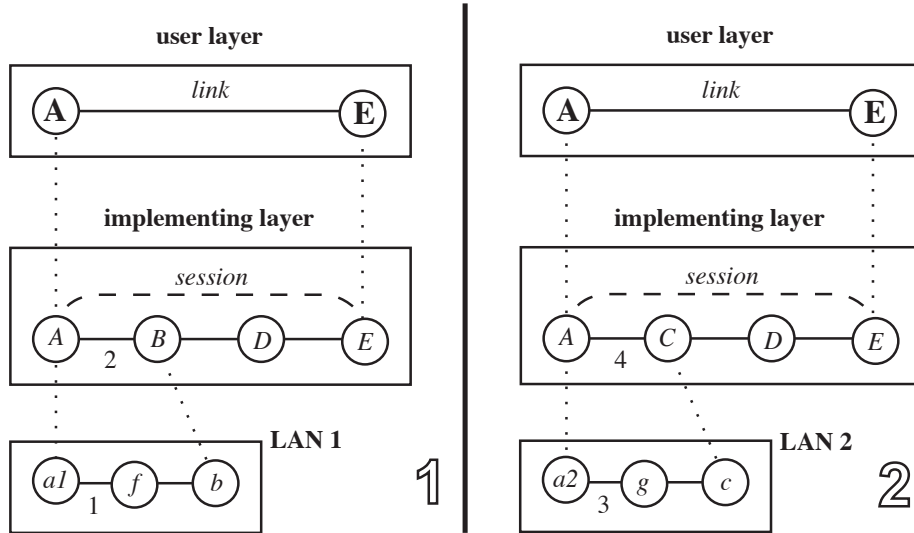 user layer
link
A
E
implementing layer
session
A
B
D
E
2
LAN 1
a1
f
b
1
1
user layer
link
A
E
implementing layer
session
A
C
D
E
4
LAN 2
a2
g
c
3
2